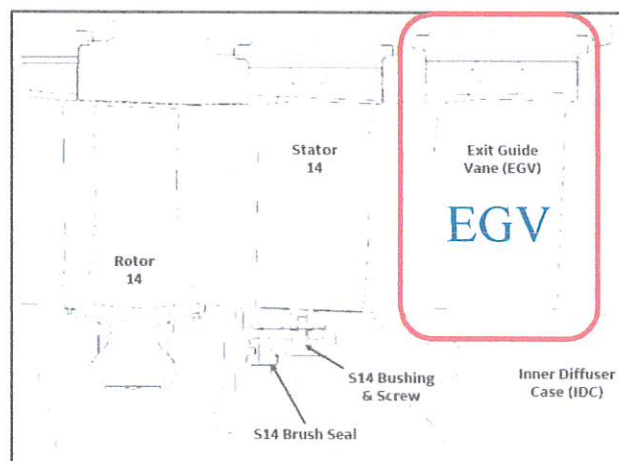 Stator
14
Exit Guide
Vane (EGV)
EGV
Rotor
14
S14 Bushing
& Screw
Inner Diffuser
Case (IDC)
S14 Brush Seal